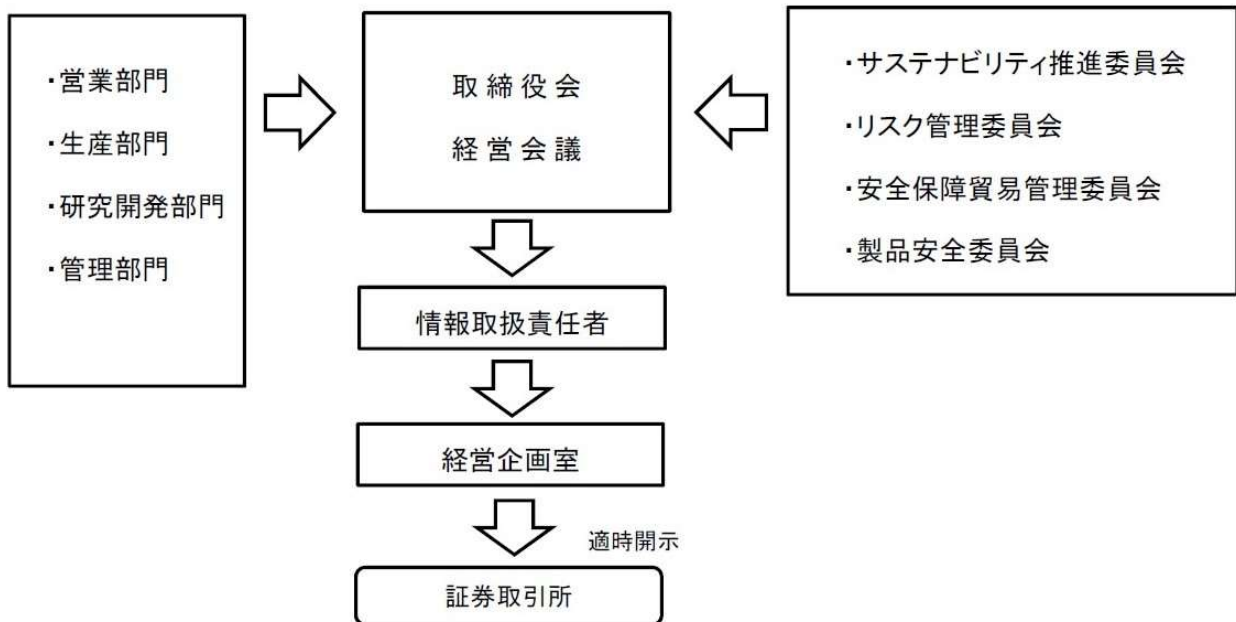 ・営業部門
・生産部門
・研究開発部門
・管理部門
取締役会
経営会議
・サステナビリティ推進委員会
・リスク管理委員会
・安全保障貿易管理委員会
・製品安全委員会
情報取扱責任者
経営企画室
適時開示
証券取引所